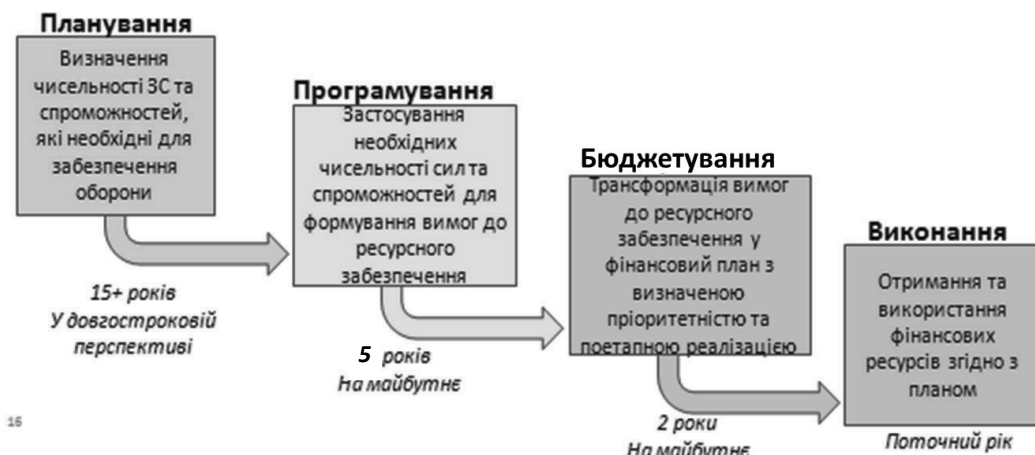 Планування
Визначення
чисельності ЗС та
спроможностей,
які необхідні для
забезпечення
оборони
15+ років
У довгостроковій
перспективі
Програмування
Застосування
необхідних
чисельності сил та
спроможностей для
формування вимог до
ресурсного
забезпечення
5 років
На майбутнє
Бюджетування
Трансформація вимог
до ресурсного
забезпечення у
фінансовий план з
визначеною
пріоритетністю та
поетапною реалізацією
2 роки
На майбутнє
Виконання
Отримання та
використання
фінансових
ресурсів згідно з
планом
Поточний рік
16